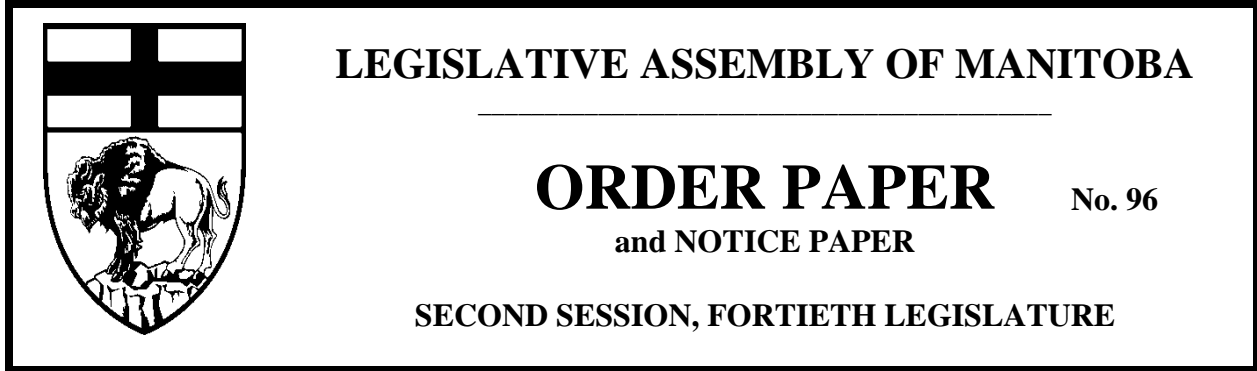 LEGISLATIVE ASSEMBLY OF MANITOBA
ORDER PAPER No. 96
and NOTICE PAPER
SECOND SESSION, FORTIETH LEGISLATURE